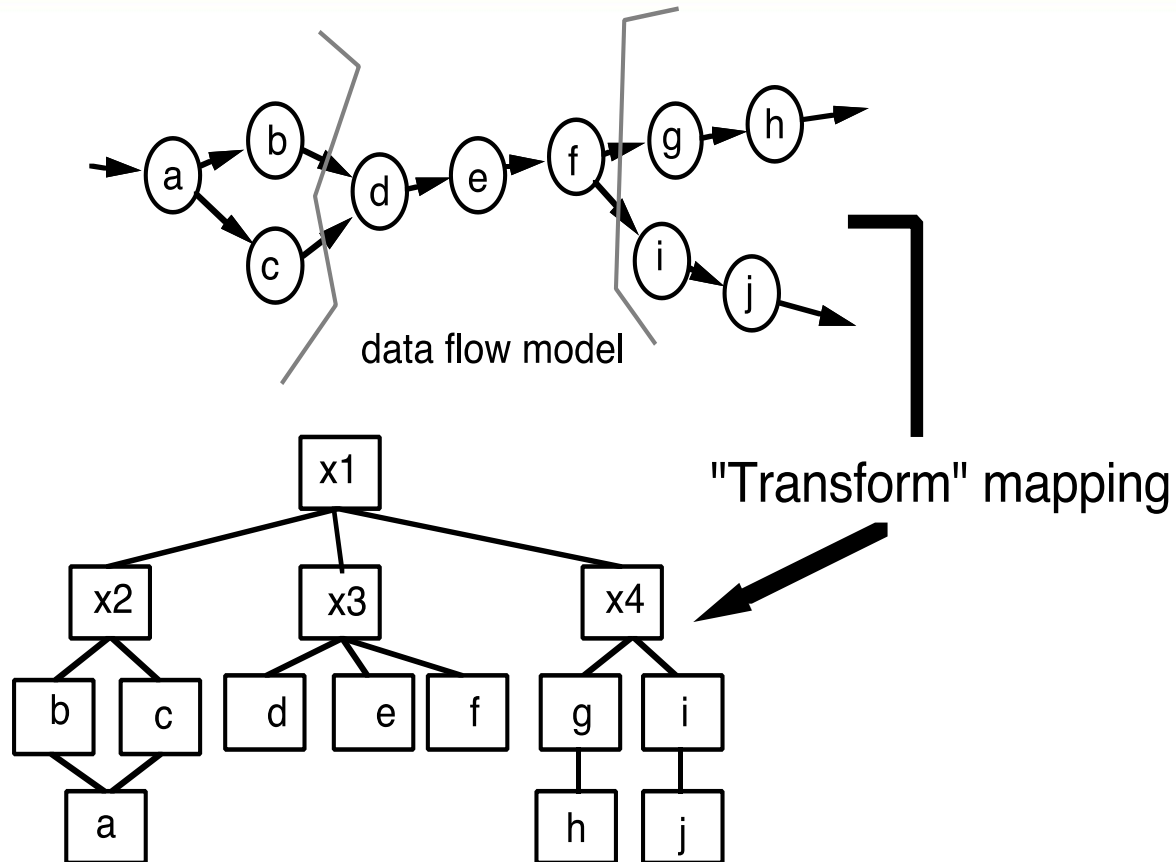 a
b
c
d
e
f
g
h
i
j
data flow model
"Transform" mapping
x1
x2
x3
x4
b
c
d
e
f
g
i
a
h
j